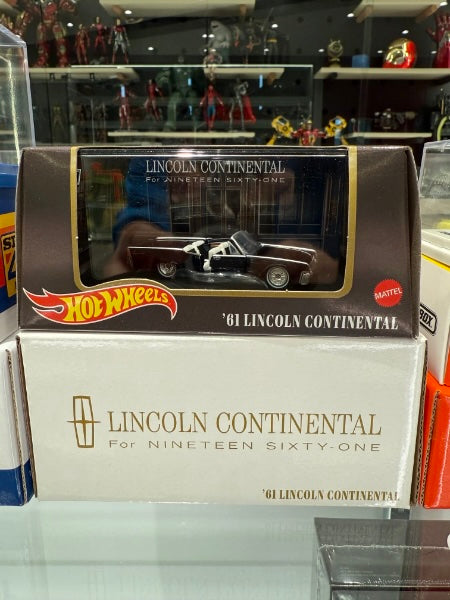 LINCOLN CONTINENTAL
For NINETEEN SIXTY-ONE
HOT WHEELS
MATTEL
'61 LINCOLN CONTINENTAL
LINCOLN CONTINENTAL
For NINETEEN SIXTY-ONE
'61 LINCOLN CONTINENTAL